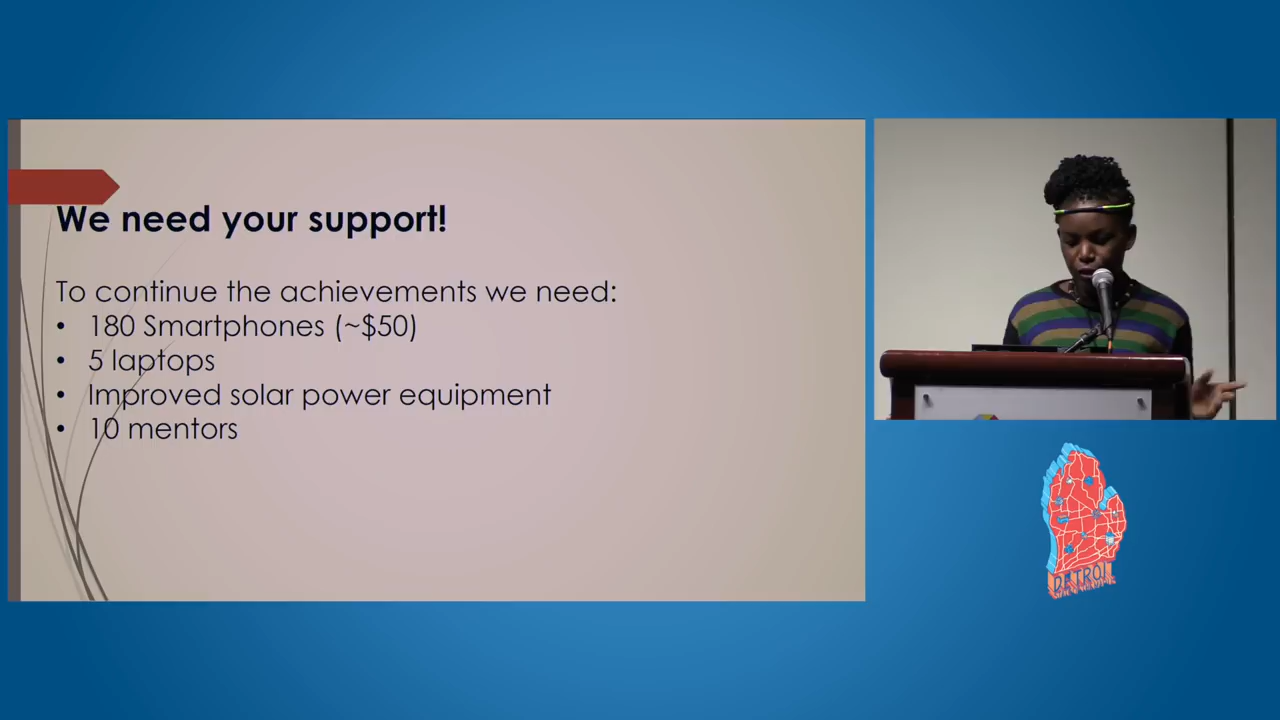 We need your support!
To continue the achievements we need:
• 180 Smartphones (~$50)
• 5 laptops
• Improved solar power equipment
• 10 mentors
DETROIT